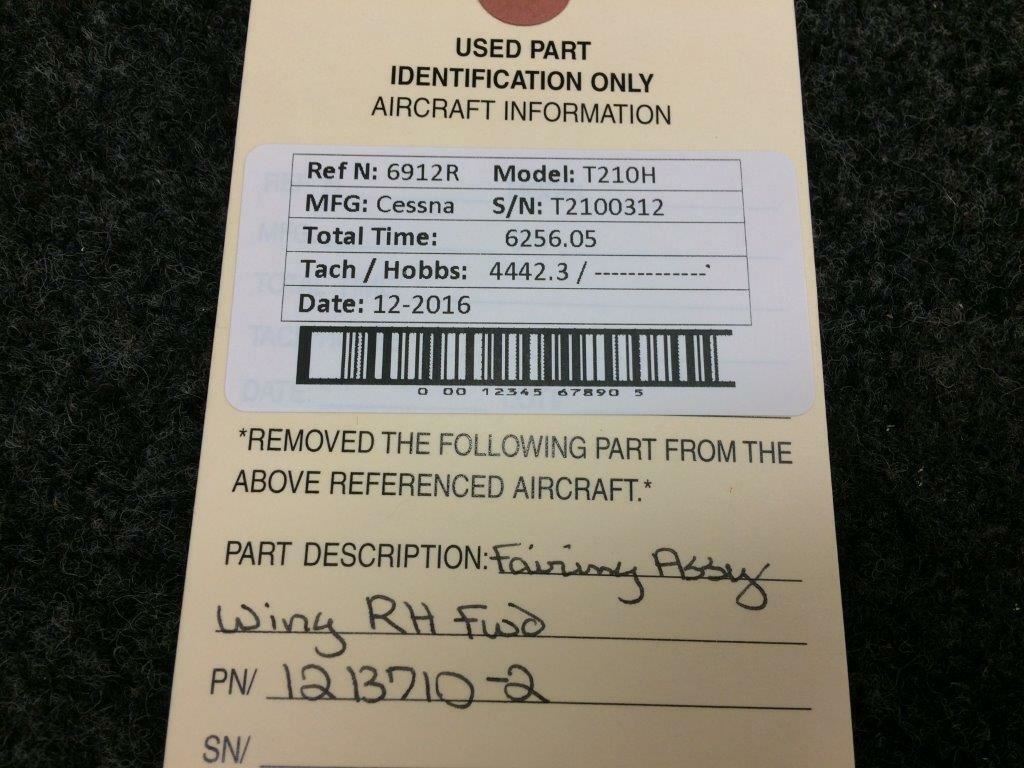 USED PART
IDENTIFICATION ONLY
AIRCRAFT INFORMATION
Ref N: 6912R Model: T210H
MFG: Cessna S/N: T2100312
Total Time: 6256.05
Tach / Hobbs: 4442.3 / -------------
Date: 12-2016
0 00 12345 67890 5
*REMOVED THE FOLLOWING PART FROM THE
ABOVE REFERENCED AIRCRAFT.*
PART DESCRIPTION: Fairing Assy
Wing RH Fwd
PN/ 1213710-2
SN/